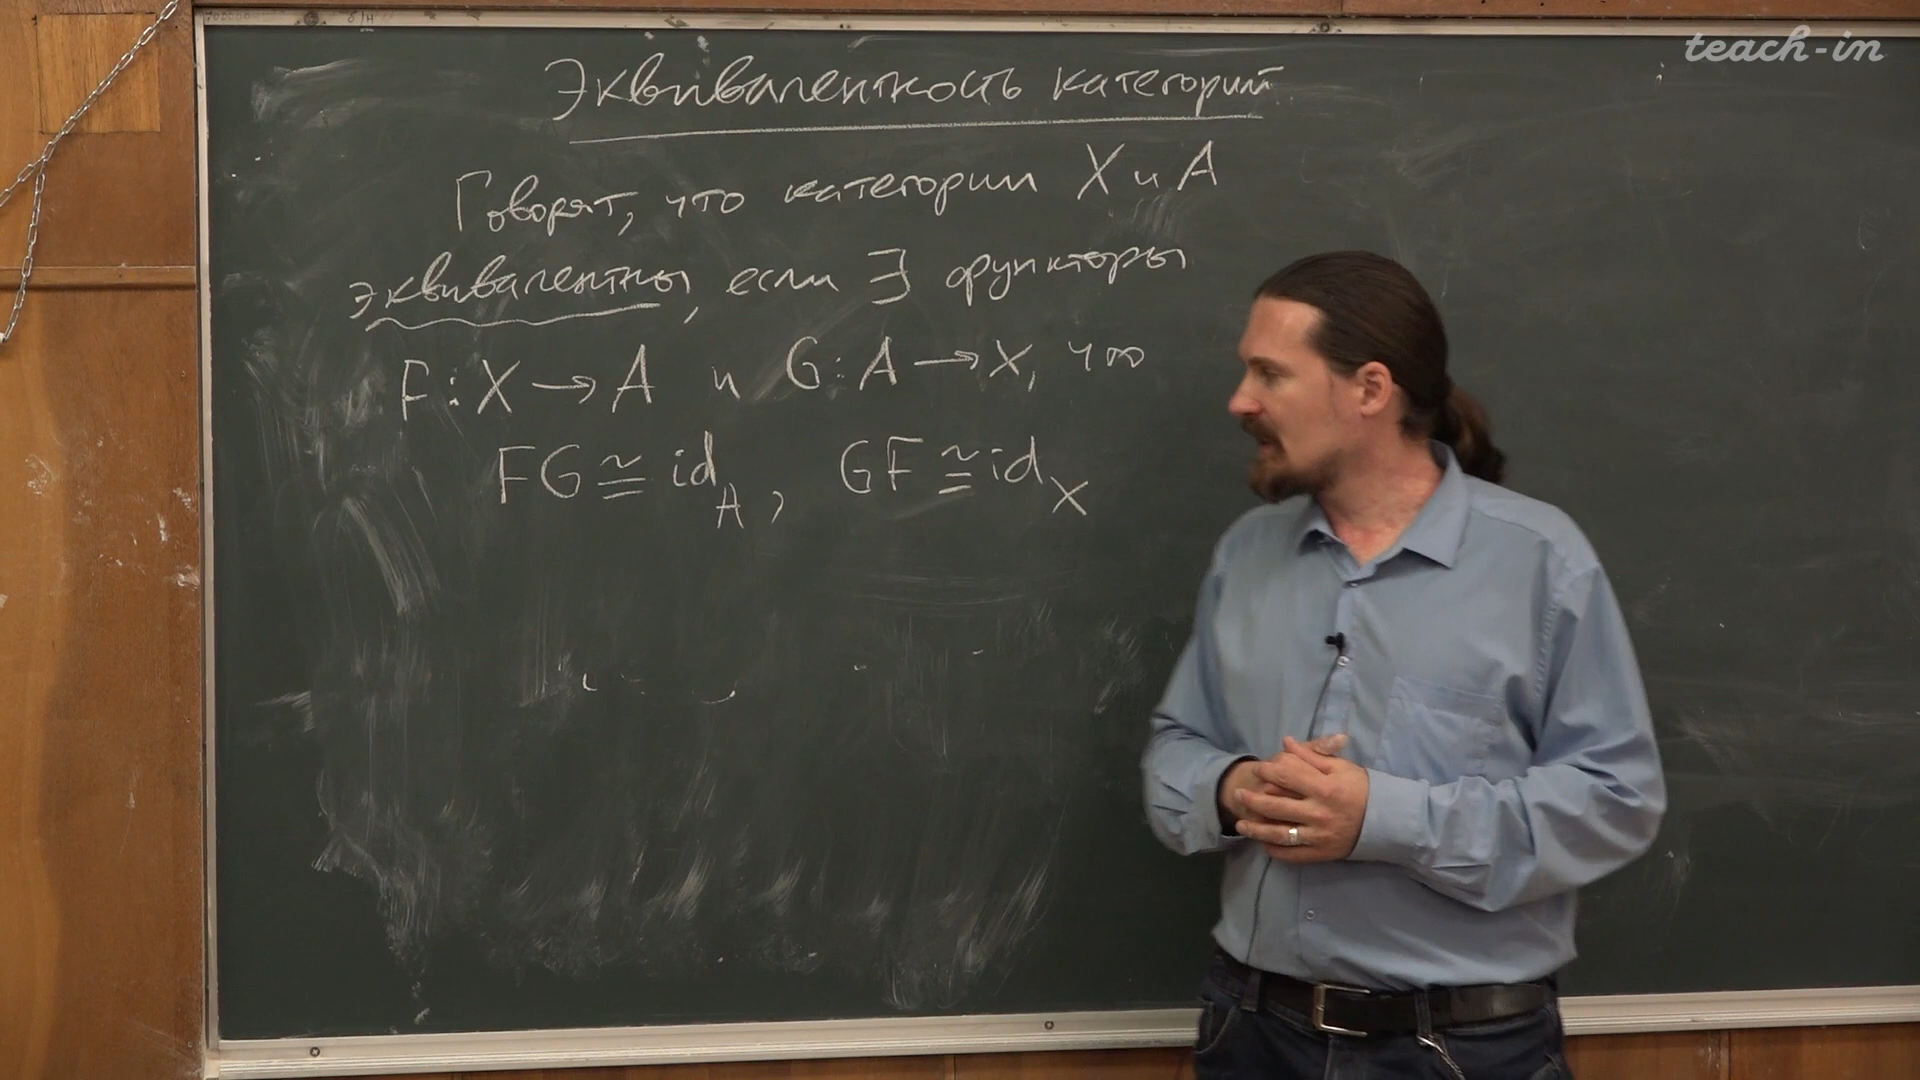 teach-in
Эквивалентность категорий
Говорят, что категории X и A
эквивалентны, если ∃ функторы
F: X → A и G: A → X, что
FG ≅ id_A, GF ≅ id_X